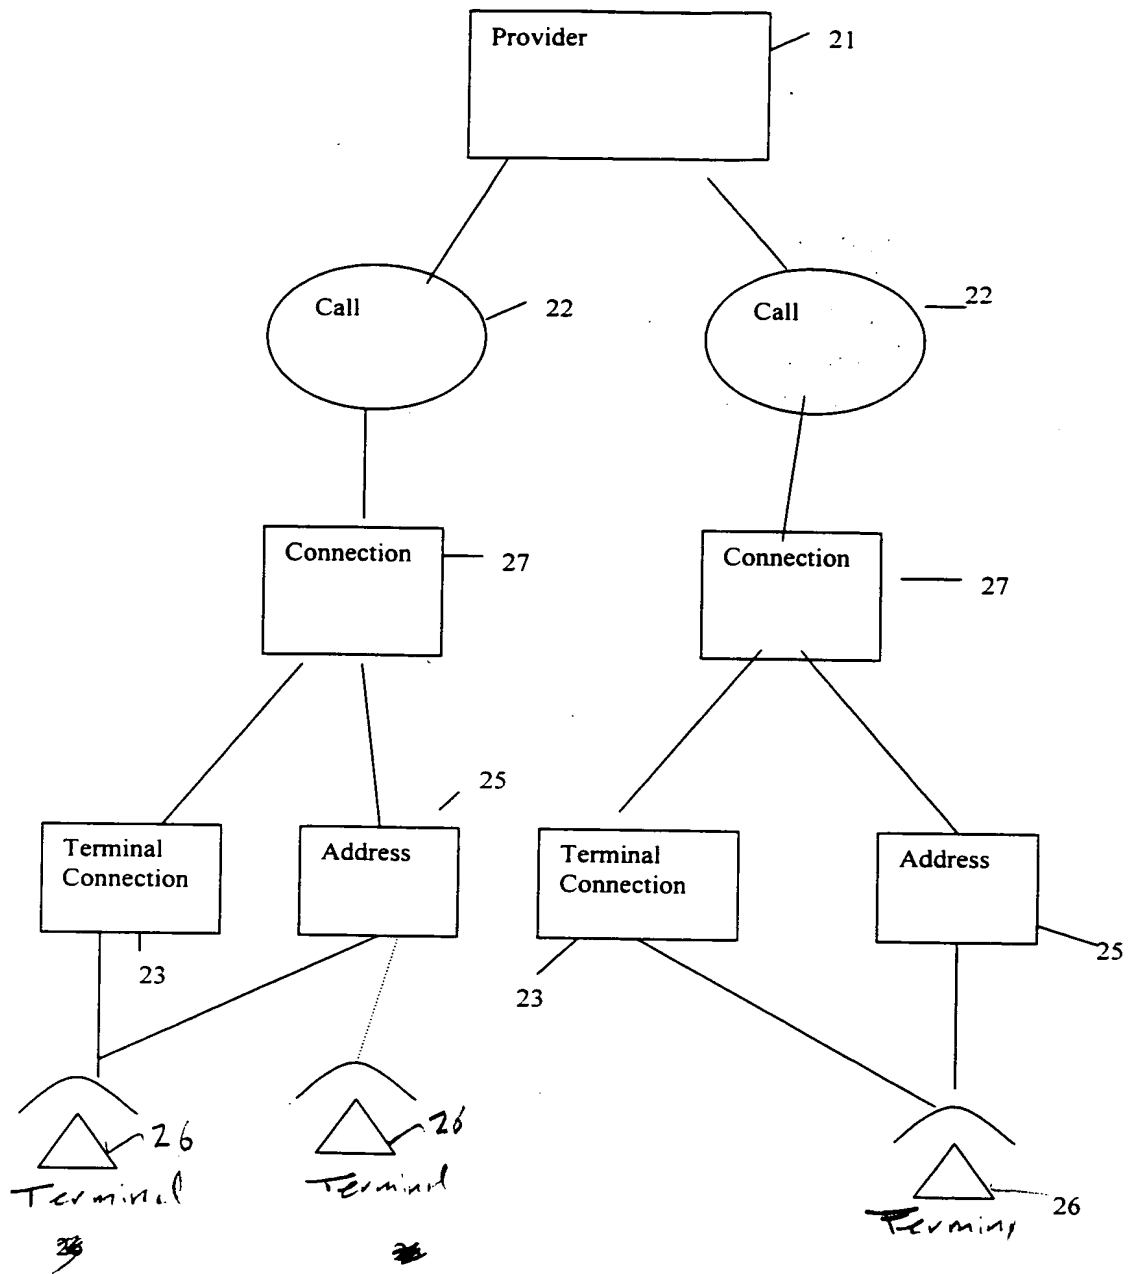 Provider
21
Call
22
Call
22
Connection
27
Connection
27
25
Terminal
Connection
Address
Terminal
Connection
Address
23
23
25
26
Terminal
26
Terminal
26